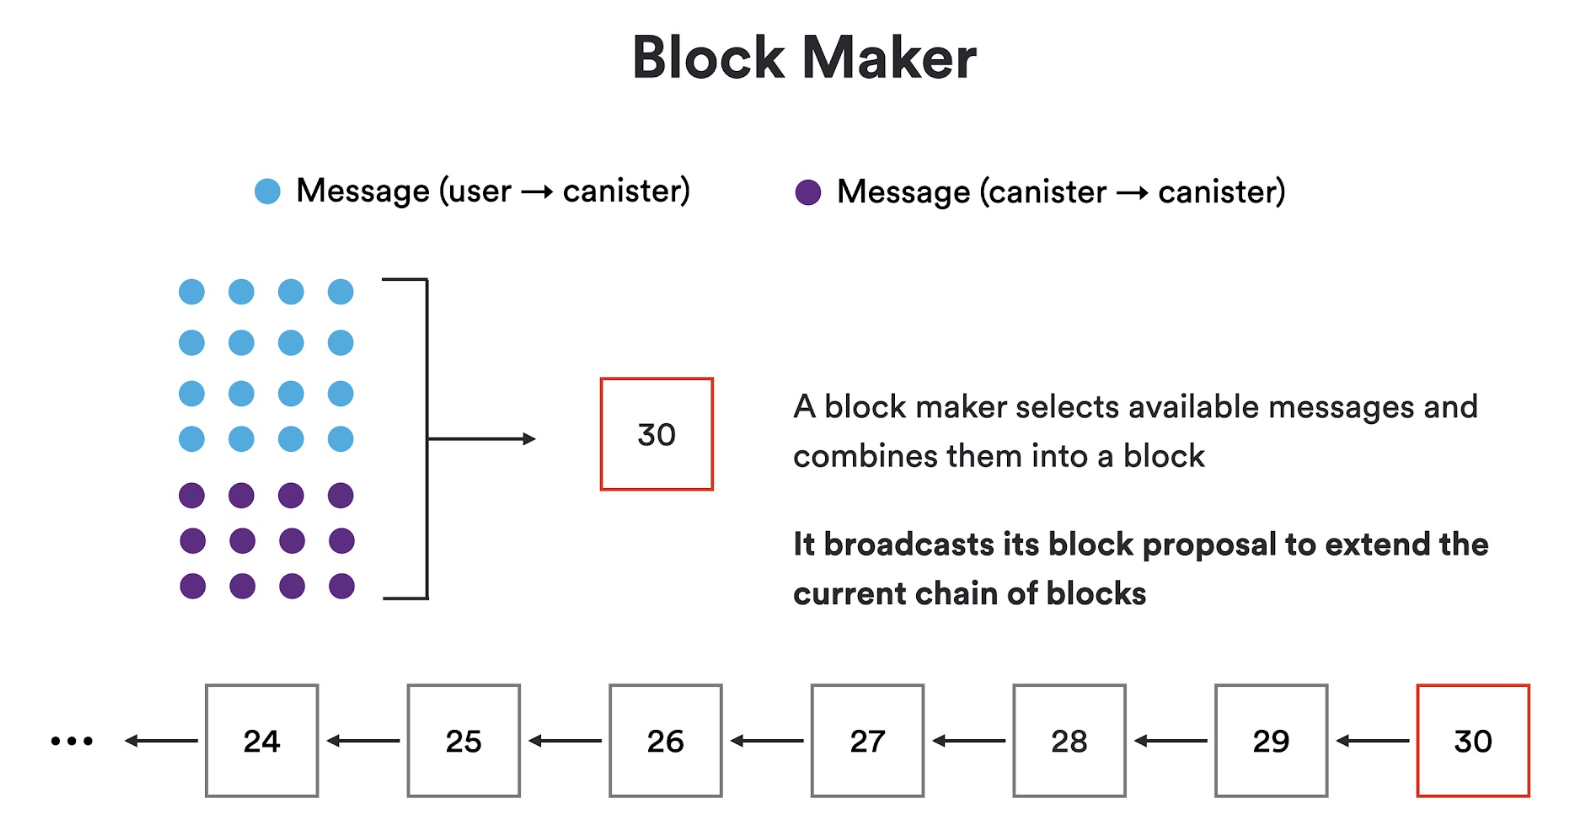 Block Maker
Message (user → canister)
Message (canister → canister)
30
A block maker selects available messages and
combines them into a block
It broadcasts its block proposal to extend the
current chain of blocks
... 24 25 26 27 28 29 30